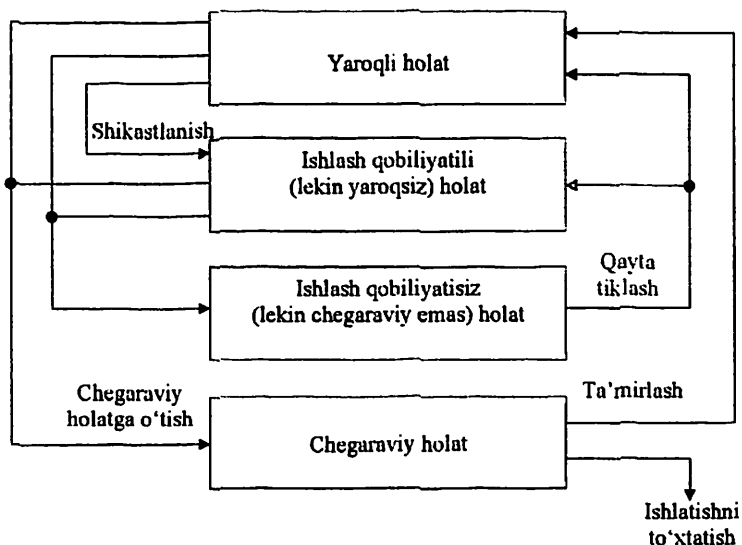 Yaroqli holat
Shikastlanish
Ishlash qobiliyatili
(lekin yaroqsiz) holat
Ishlash qobiliyatisiz
(lekin chegaraviy emas) holat
Qayta
tiklash
Chegaraviy
holatga o‘tish
Ta’mirlash
Chegaraviy holat
Ishlatishni
to‘xtatish